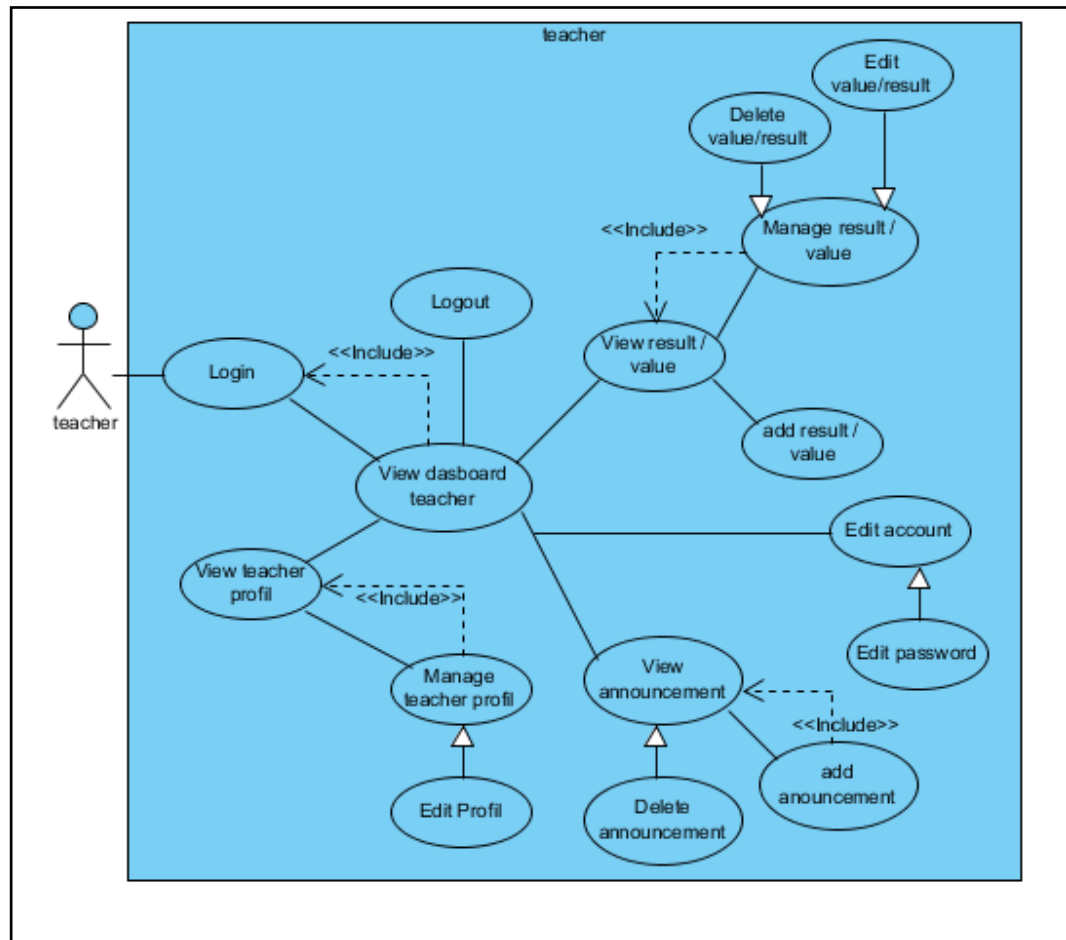 teacher
Edit
value/result
Delete
value/result
<<Include>>
Manage result /
value
Logout
<<Include>>
View result /
value
Login
teacher
add result /
value
View dasboard
teacher
Edit account
View teacher
profil
<<Include>>
Edit password
View
announcement
Manage
teacher profil
<<Include>>
add
anouncement
Edit Profil
Delete
announcement